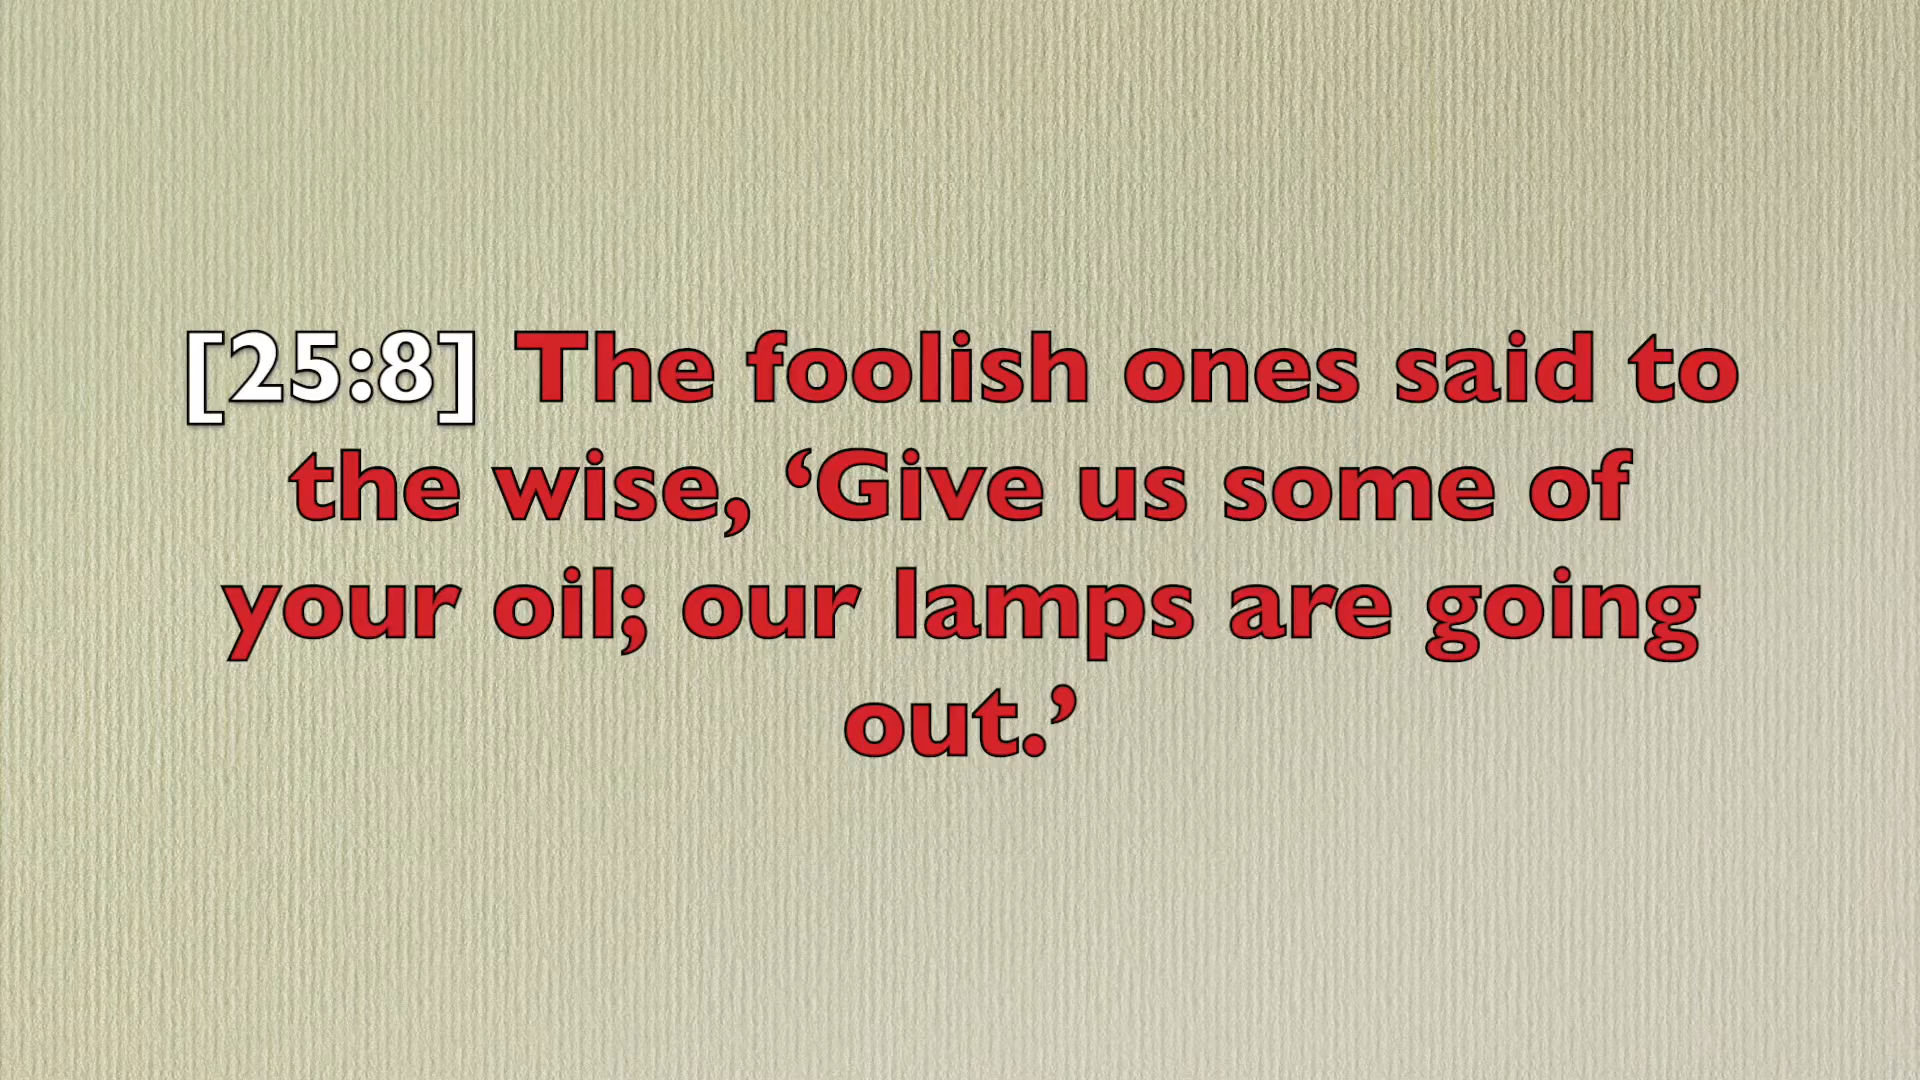 [25:8] The foolish ones said to
the wise, ‘Give us some of
your oil; our lamps are going
out.’